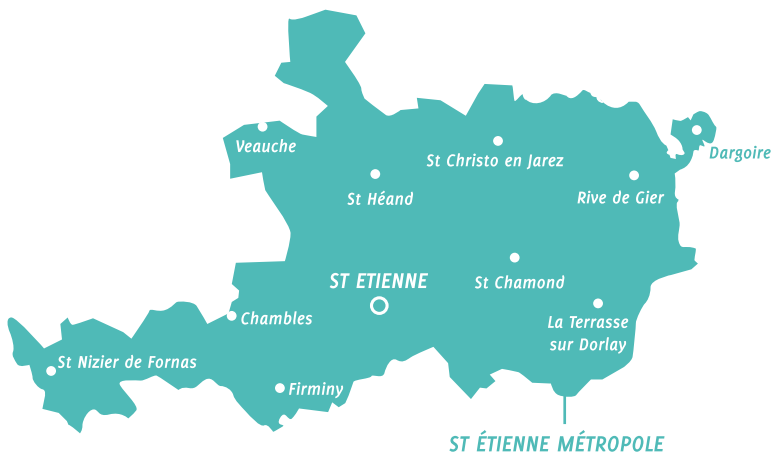 Veauche
St Christo en Jarez
Dargoire
St Héand
Rive de Gier
ST ETIENNE
St Chamond
Chambles
La Terrasse
sur Dorlay
St Nizier de Fornas
Firminy
ST ÉTIENNE MÉTROPOLE